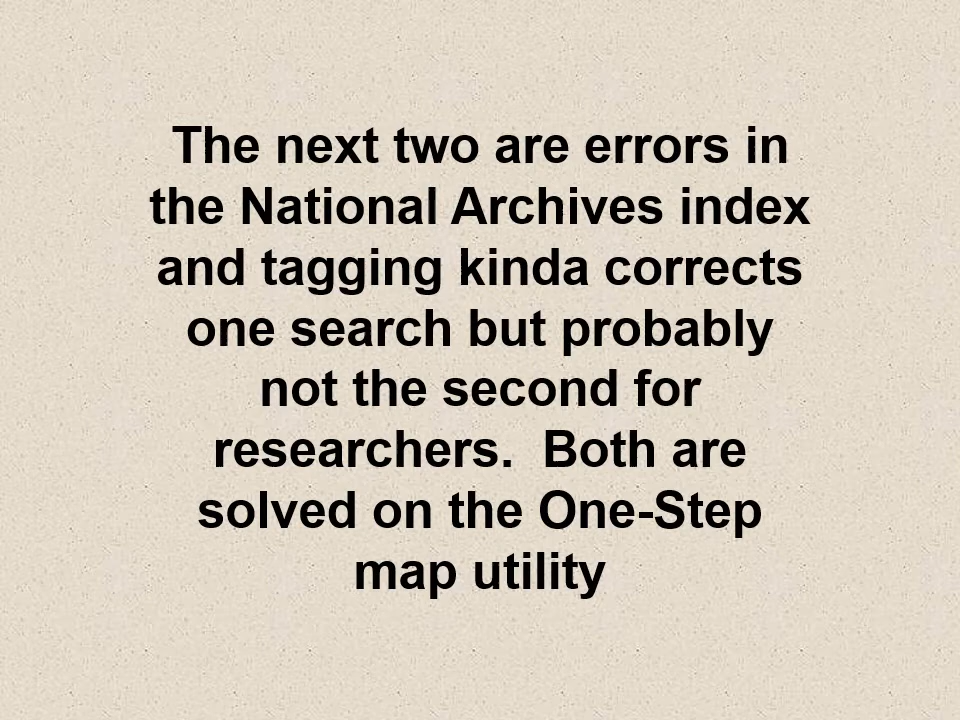 The next two are errors in
the National Archives index
and tagging kinda corrects
one search but probably
not the second for
researchers.  Both are
solved on the One-Step
map utility